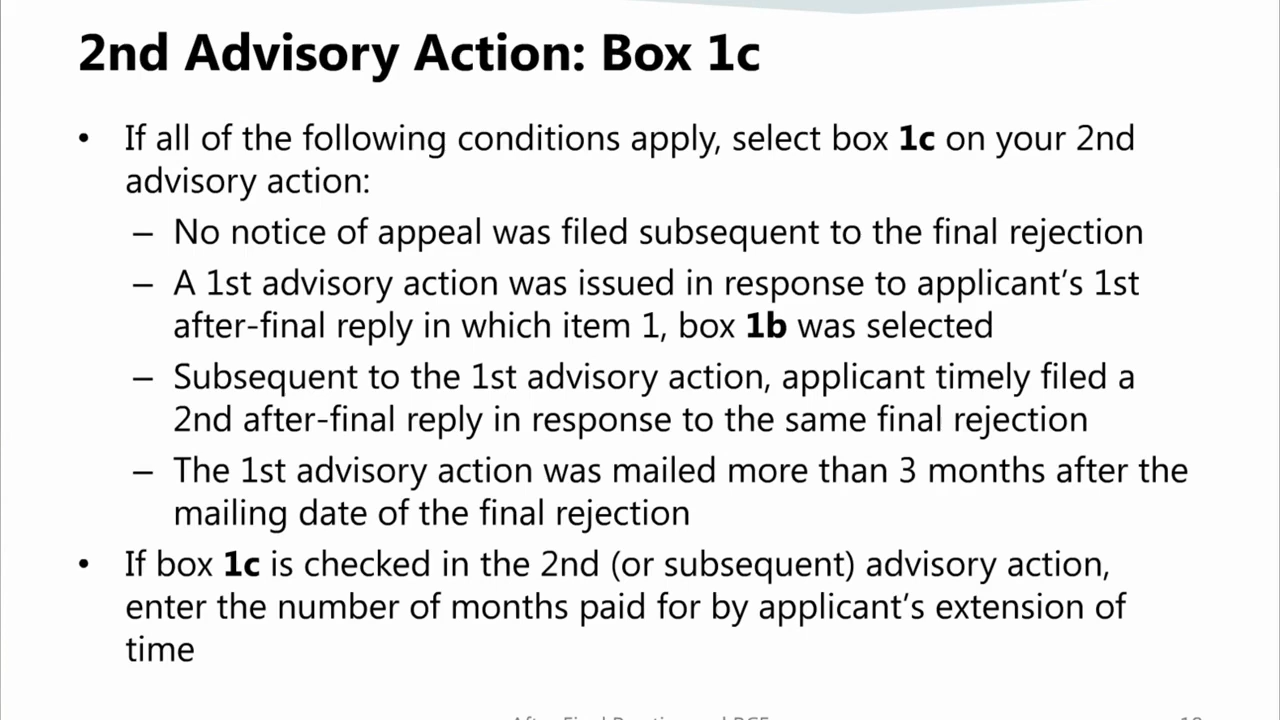 2nd Advisory Action: Box 1c
• If all of the following conditions apply, select box 1c on your 2nd
advisory action:
– No notice of appeal was filed subsequent to the final rejection
– A 1st advisory action was issued in response to applicant’s 1st
after-final reply in which item 1, box 1b was selected
– Subsequent to the 1st advisory action, applicant timely filed a
2nd after-final reply in response to the same final rejection
– The 1st advisory action was mailed more than 3 months after the
mailing date of the final rejection
• If box 1c is checked in the 2nd (or subsequent) advisory action,
enter the number of months paid for by applicant’s extension of
time